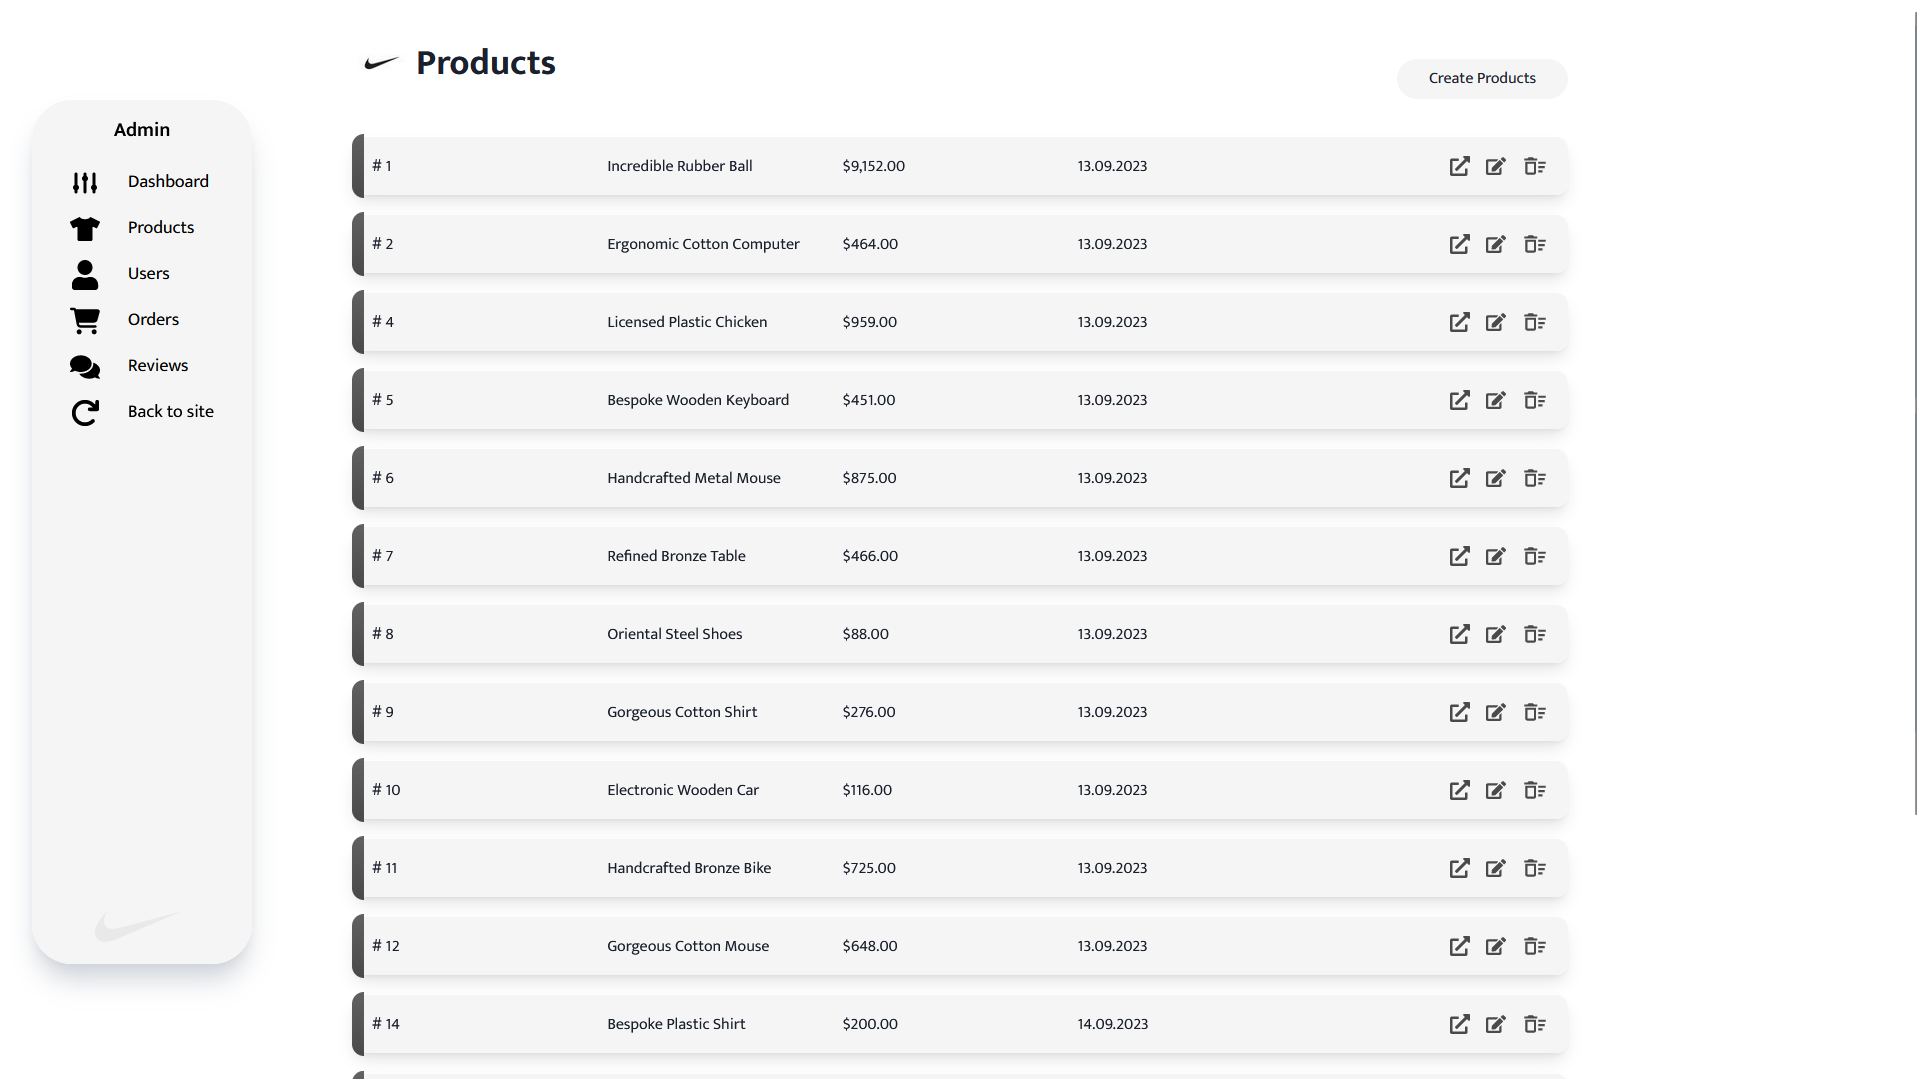 Products
Create Products
Admin
Dashboard
Products
Users
Orders
Reviews
Back to site
# 1 Incredible Rubber Ball $9,152.00 13.09.2023
# 2 Ergonomic Cotton Computer $464.00 13.09.2023
# 4 Licensed Plastic Chicken $959.00 13.09.2023
# 5 Bespoke Wooden Keyboard $451.00 13.09.2023
# 6 Handcrafted Metal Mouse $875.00 13.09.2023
# 7 Refined Bronze Table $466.00 13.09.2023
# 8 Oriental Steel Shoes $88.00 13.09.2023
# 9 Gorgeous Cotton Shirt $276.00 13.09.2023
# 10 Electronic Wooden Car $116.00 13.09.2023
# 11 Handcrafted Bronze Bike $725.00 13.09.2023
# 12 Gorgeous Cotton Mouse $648.00 13.09.2023
# 14 Bespoke Plastic Shirt $200.00 14.09.2023